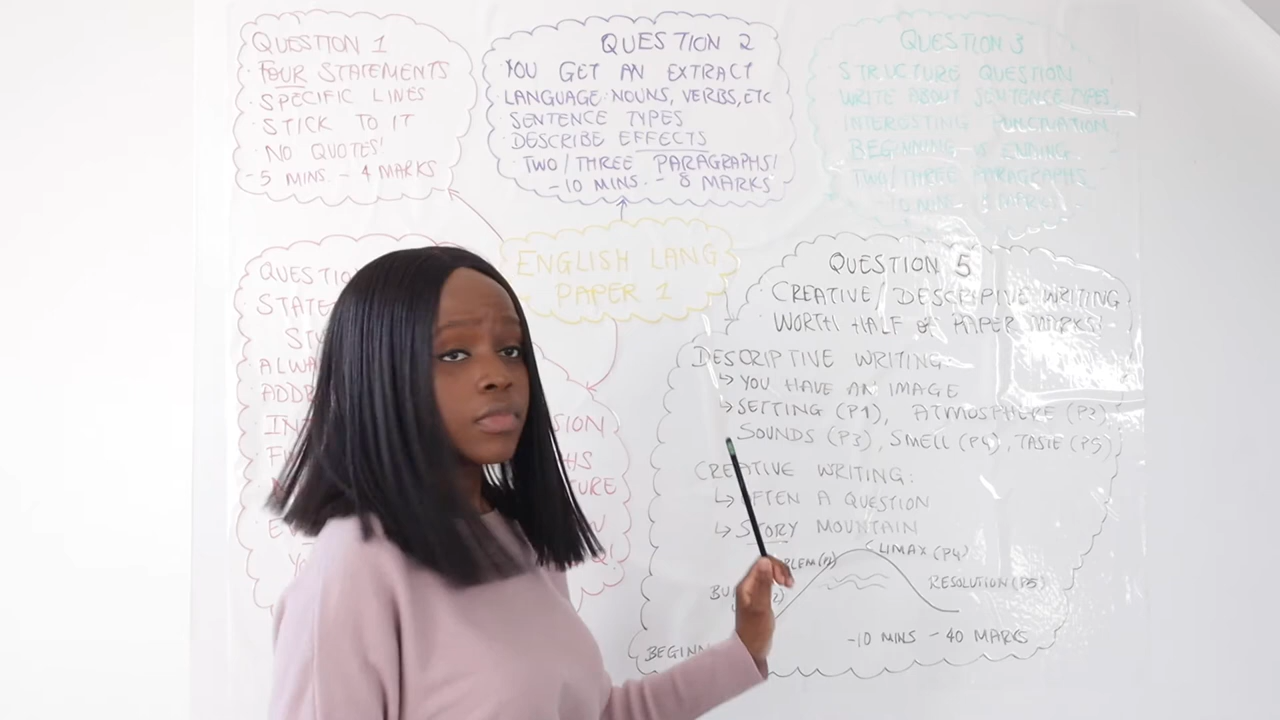 QUESTION 1
· FOUR STATEMENTS
· SPECIFIC LINES
· STICK TO IT
· NO QUOTES!
- 5 MINS. - 4 MARKS
QUESTION 2
· YOU GET AN EXTRACT
LANGUAGE: NOUNS, VERBS, ETC
· SENTENCE TYPES
· DESCRIBE EFFECTS
· TWO/THREE PARAGRAPHS!
- 10 MINS. - 8 MARKS
QUESTION 3
STRUCTURE QUESTION
WRITE ABOUT SENTENCE TYPES
INTERESTING PUNCTUATION
BEGINNING & ENDING
TWO/THREE PARAGRAPHS
ENGLISH LANG
PAPER 1
QUESTION 5
CREATIVE/DESCRIPTIVE WRITING
WORTH HALF OF PAPER MARKS!
DESCRIPTIVE WRITING:
↳ YOU HAVE AN IMAGE
↳ SETTING (P1), ATMOSPHERE (P2)
SOUNDS (P3), SMELL (P4), TASTE (P5)
CREATIVE WRITING:
↳ OFTEN A QUESTION
↳ STORY MOUNTAIN
CLIMAX (P4)
RESOLUTION (P5)
- 10 MINS - 40 MARKS